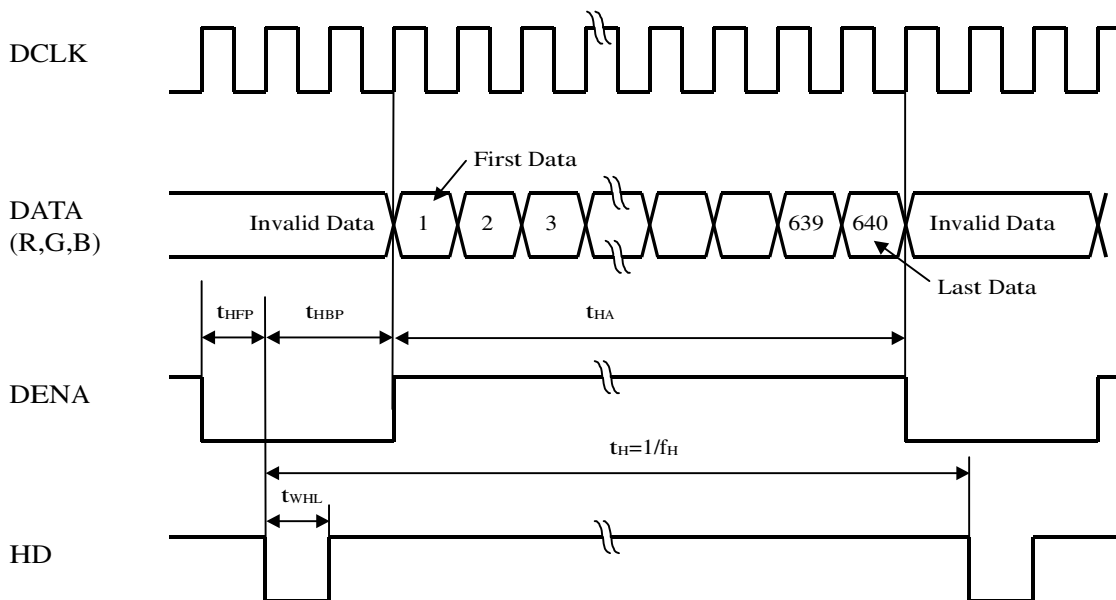 DCLK
First Data
DATA
(R,G,B)
Invalid Data 1 2 3 639 640 Invalid Data
Last Data
tHFP tHBP tHA
DENA
tH=1/fH
tWHL
HD